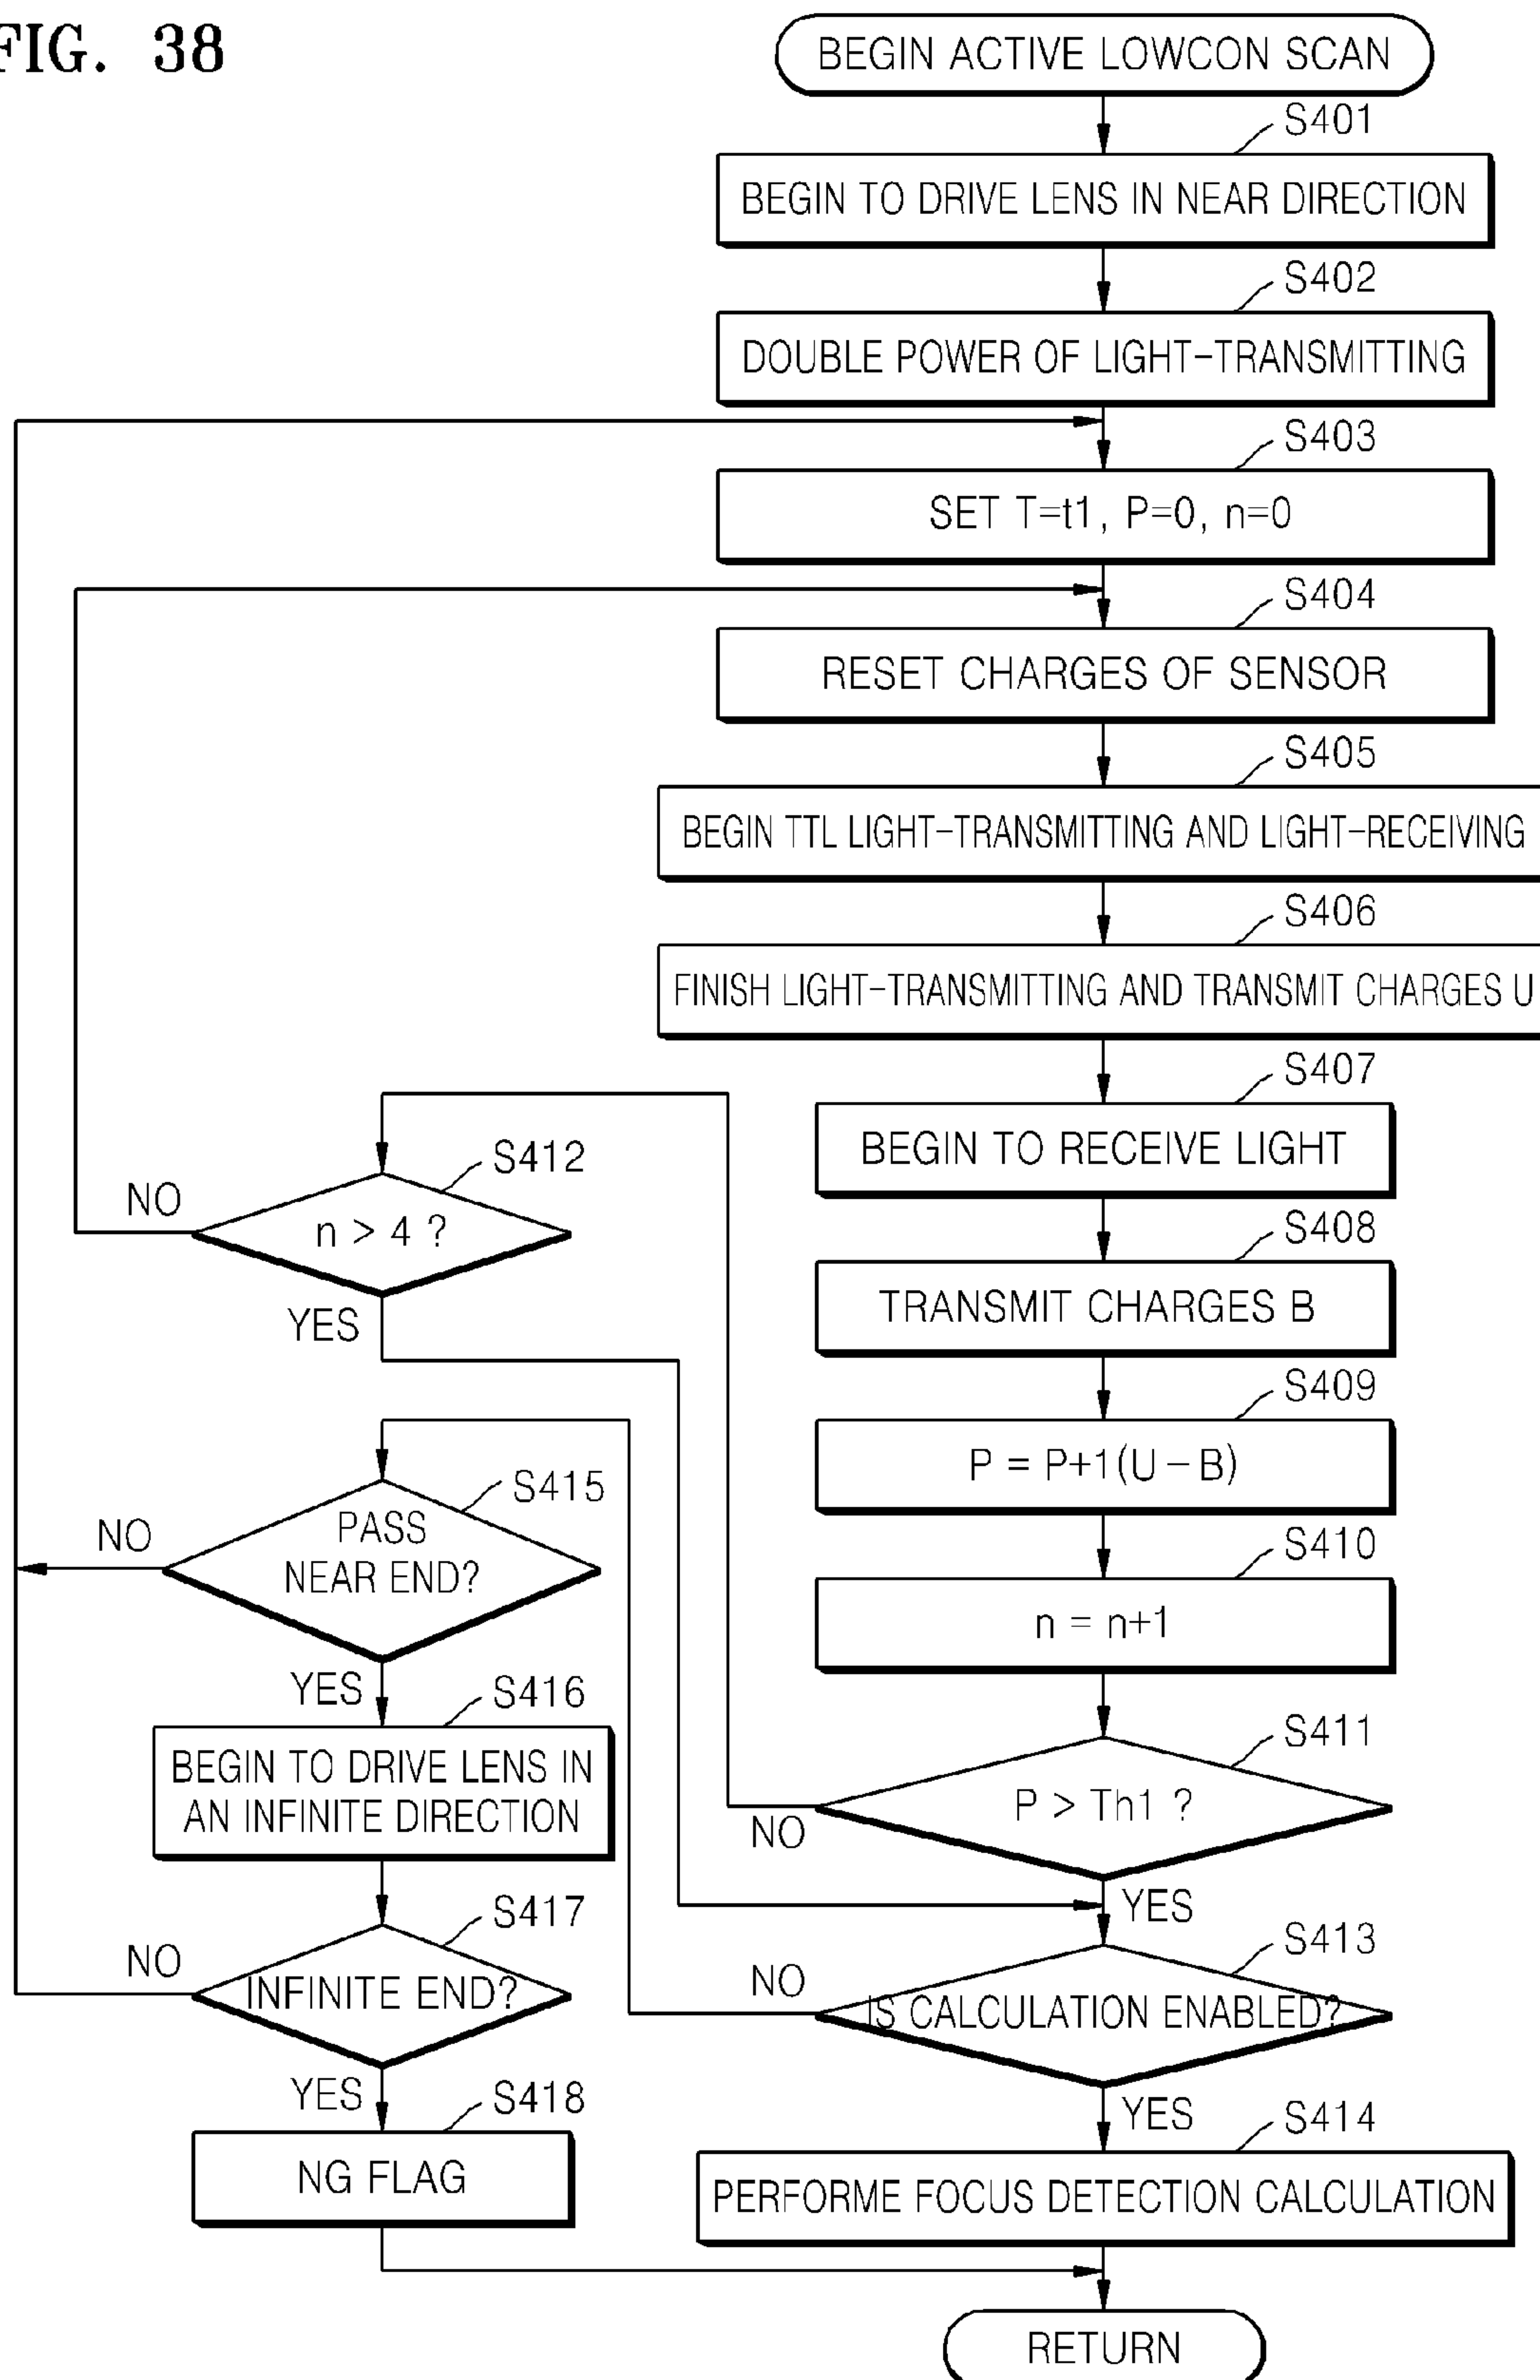 FIG. 38
BEGIN ACTIVE LOWCON SCAN
S401
BEGIN TO DRIVE LENS IN NEAR DIRECTION
S402
DOUBLE POWER OF LIGHT-TRANSMITTING
S403
SET T=t1, P=0, n=0
S404
RESET CHARGES OF SENSOR
S405
BEGIN TTL LIGHT-TRANSMITTING AND LIGHT-RECEIVING
S406
FINISH LIGHT-TRANSMITTING AND TRANSMIT CHARGES U
S407
BEGIN TO RECEIVE LIGHT
S408
TRANSMIT CHARGES B
S409
P = P+1(U-B)
S410
n = n+1
S411
P > Th1 ?
NO
YES
S412
n > 4 ?
NO
YES
S413
IS CALCULATION ENABLED?
NO
YES
S414
PERFORME FOCUS DETECTION CALCULATION
S415
PASS
NEAR END?
NO
YES
S416
BEGIN TO DRIVE LENS IN
AN INFINITE DIRECTION
S417
INFINITE END?
NO
YES
S418
NG FLAG
RETURN